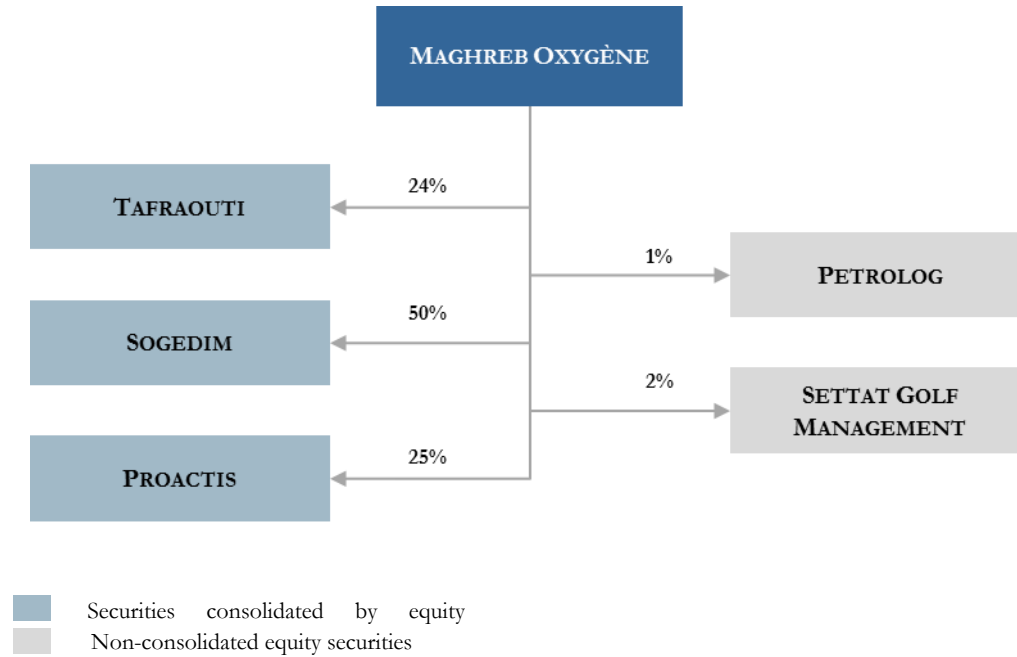 MAGHREB OXYGÈNE
24%
TAFRAOUTI
1%
PETROLOG
50%
SOGEDIM
2%
SETTAT GOLF
MANAGEMENT
25%
PROACTIS
Securities consolidated by equity
Non-consolidated equity securities